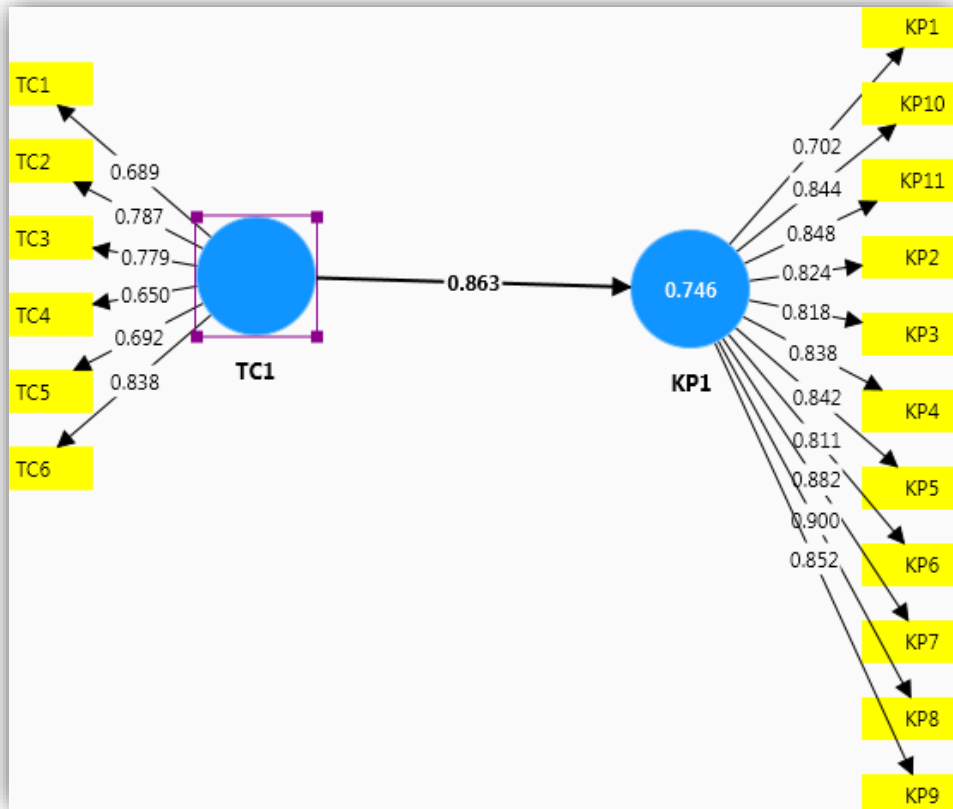 TC1
TC2
TC3
TC4
TC5
TC6
0.689
0.787
0.779
0.650
0.692
0.838
TC1
0.863
0.746
KP1
0.702
0.844
0.848
0.824
0.818
0.838
0.842
0.811
0.882
0.900
0.852
KP1
KP10
KP11
KP2
KP3
KP4
KP5
KP6
KP7
KP8
KP9